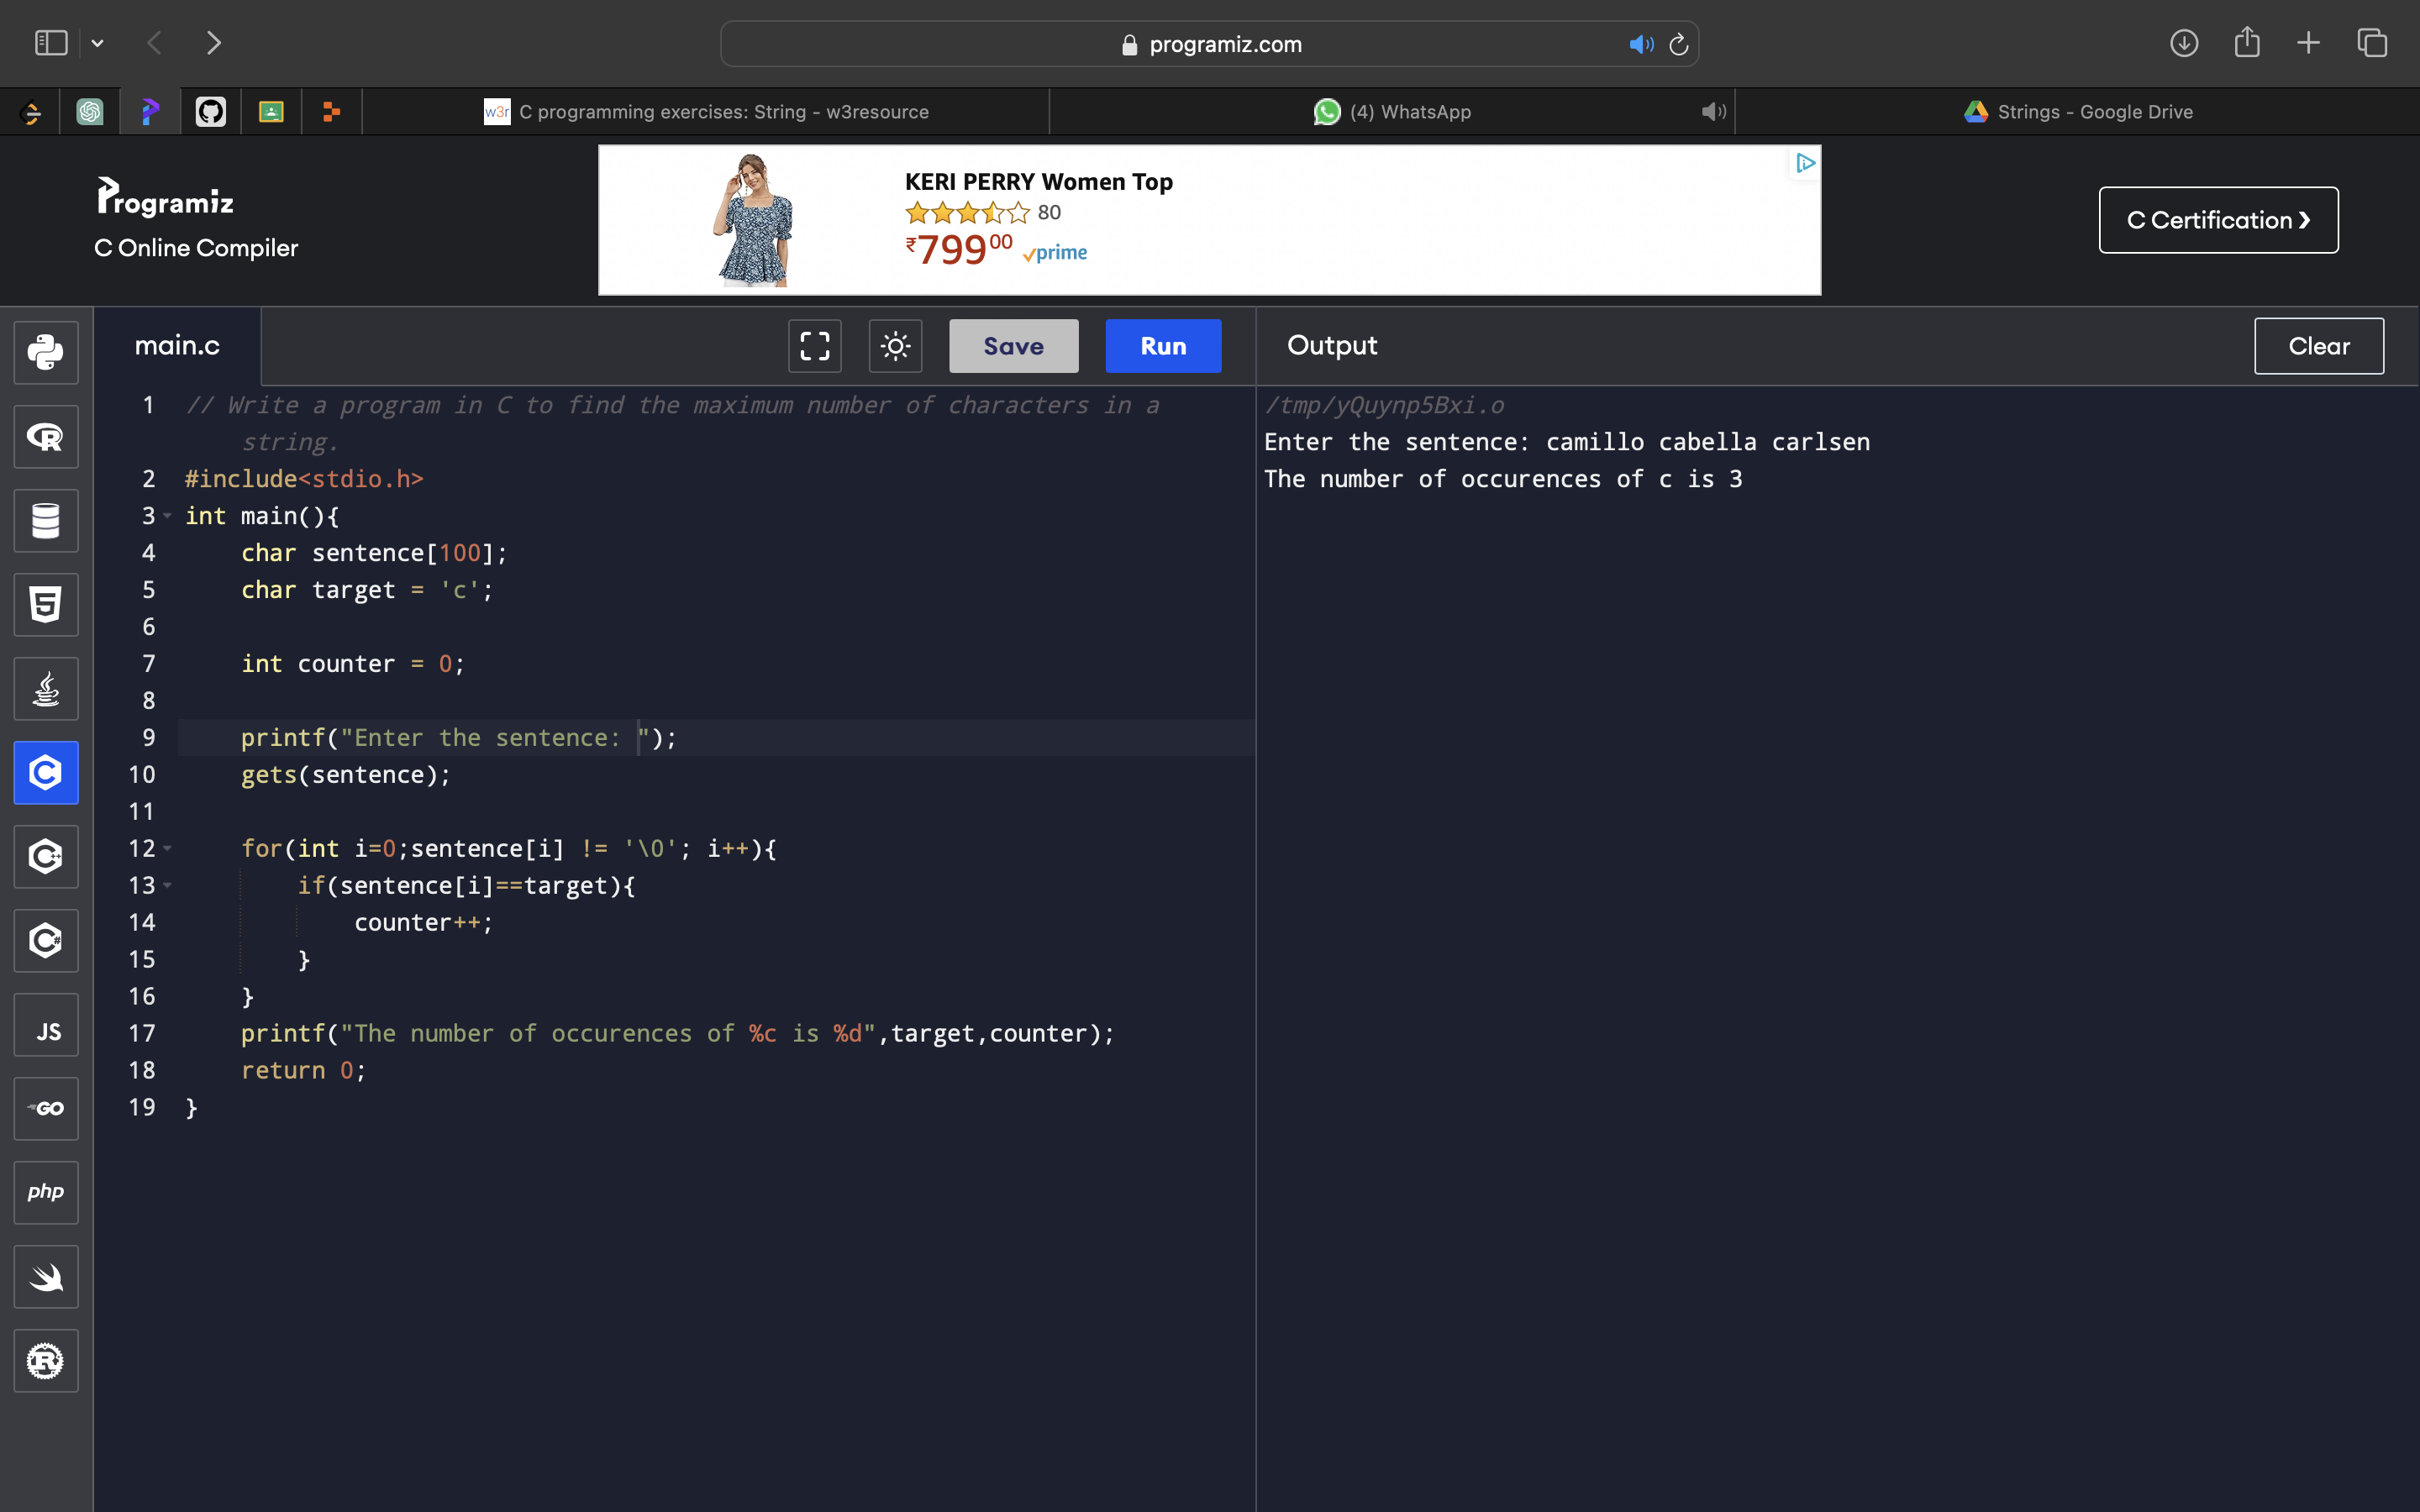 programiz.com
w3r C programming exercises: String - w3resource
(4) WhatsApp
Strings - Google Drive
Programiz
C Online Compiler
KERI PERRY Women Top
80
₹799⁰⁰ prime
C Certification ❯
main.c
Save
Run
Output
Clear
1 // Write a program in C to find the maximum number of characters in a
string.
2 #include<stdio.h>
3 int main(){
4 char sentence[100];
5 char target = 'c';
6
7 int counter = 0;
8
9 printf("Enter the sentence: ");
10 gets(sentence);
11
12 for(int i=0;sentence[i] != '\0'; i++){
13 if(sentence[i]==target){
14 counter++;
15 }
16 }
17 printf("The number of occurences of %c is %d",target,counter);
18 return 0;
19 }
/tmp/yQuynp5Bxi.o
Enter the sentence: camillo cabella carlsen
The number of occurences of c is 3
R
5
C
C++
C#
JS
GO
php
R